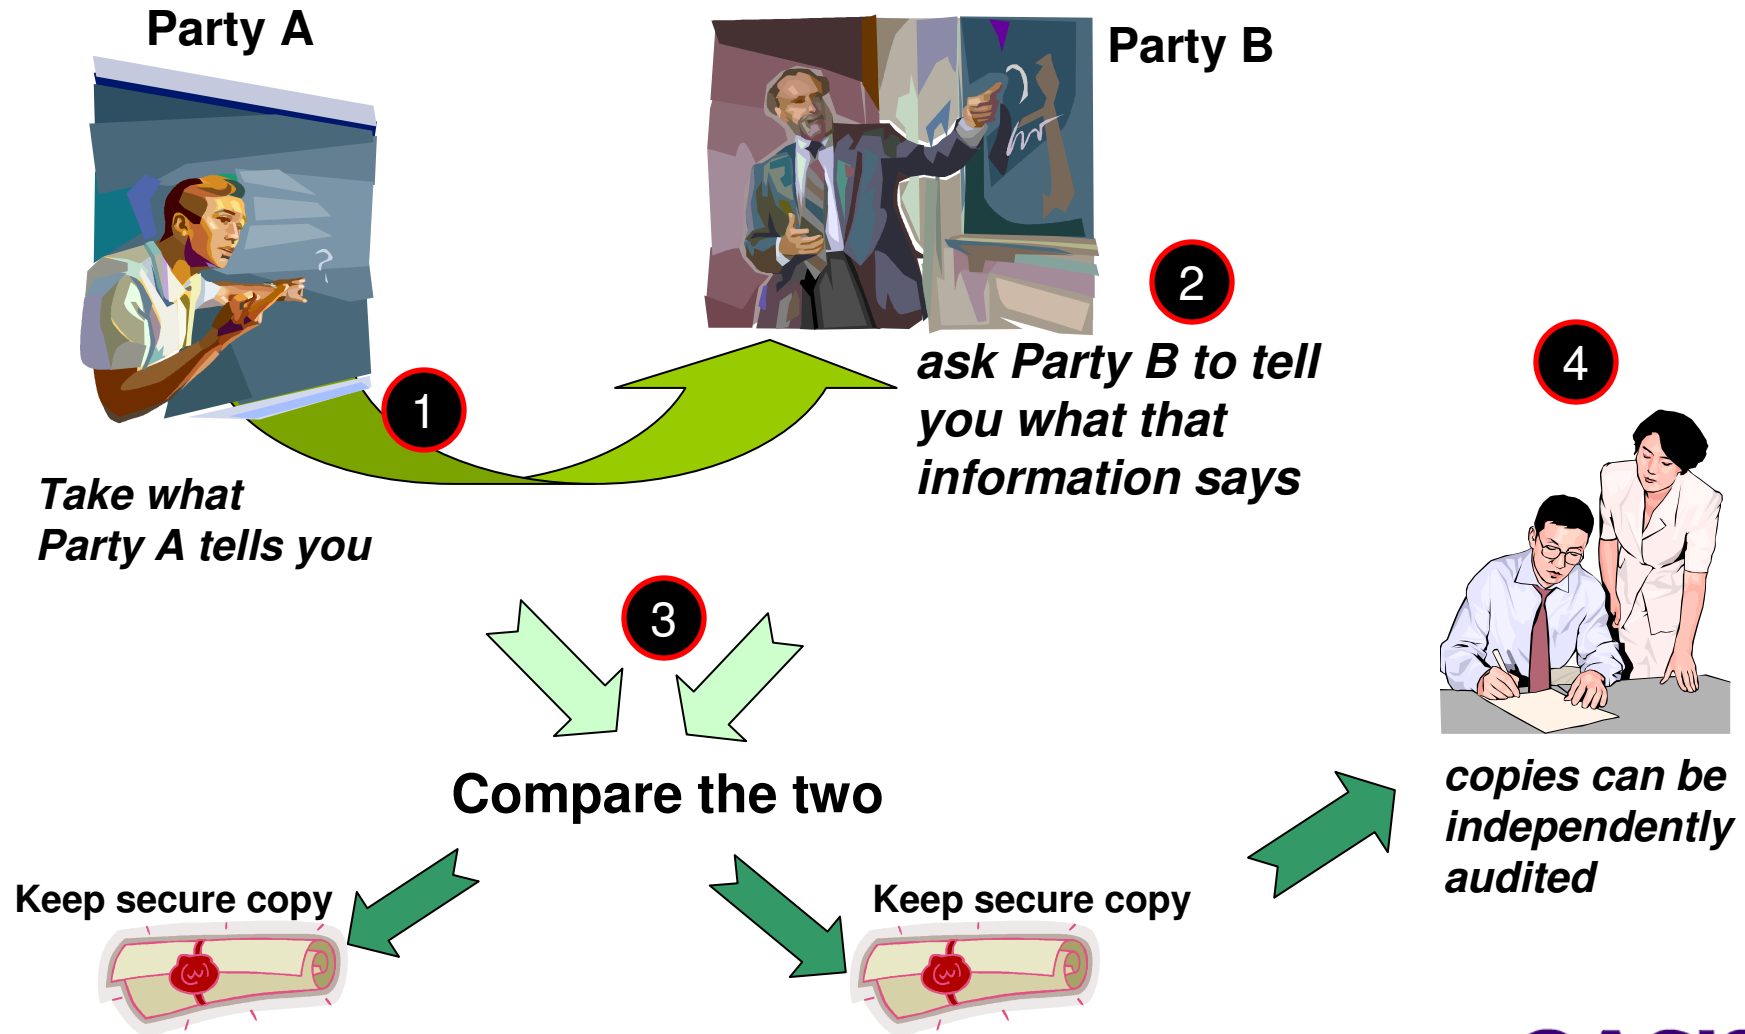 Party A
Party B
1
Take what
Party A tells you
2
ask Party B to tell
you what that
information says
3
Compare the two
Keep secure copy
Keep secure copy
4
copies can be
independently
audited